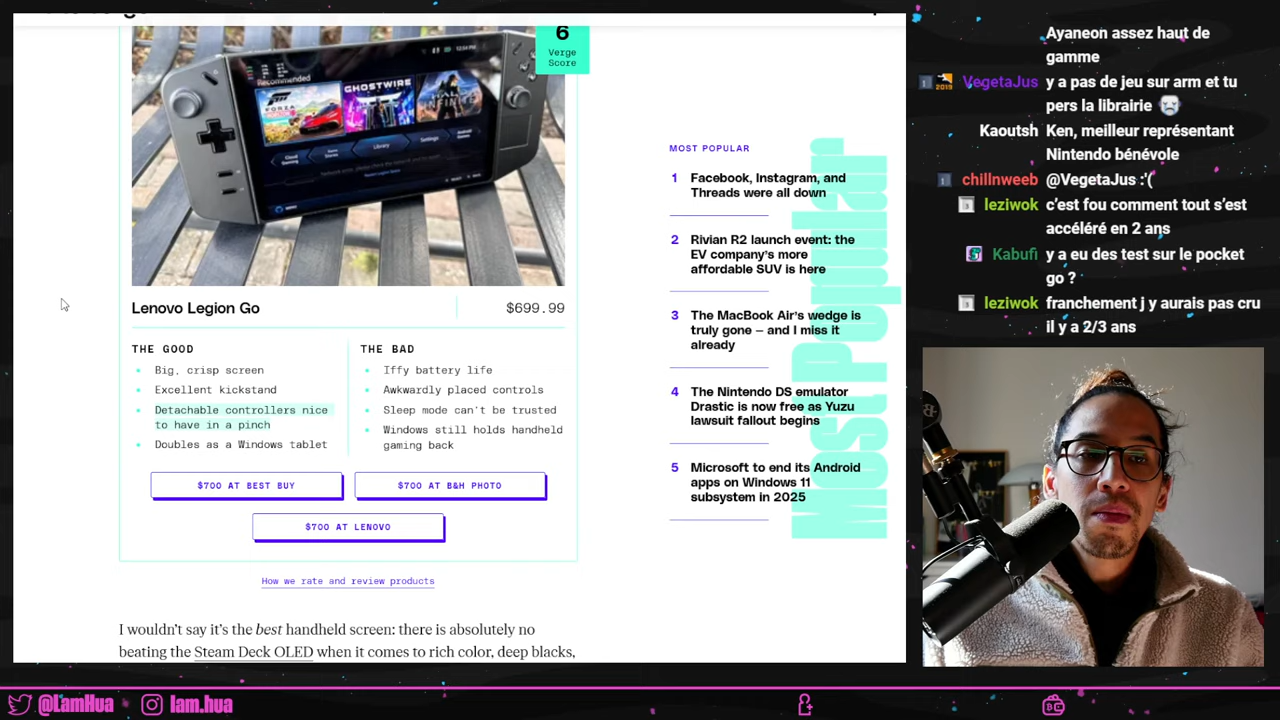 6
Verge
Score
Recommended
GHOSTWIRE
Library
Settings
Lenovo Legion Go
$699.99
THE GOOD
Big, crisp screen
Excellent kickstand
Detachable controllers nice
to have in a pinch
Doubles as a Windows tablet
THE BAD
Iffy battery life
Awkwardly placed controls
Sleep mode can't be trusted
Windows still holds handheld
gaming back
$700 AT BEST BUY
$700 AT B&H PHOTO
$700 AT LENOVO
How we rate and review products
I wouldn't say it's the best handheld screen: there is absolutely no
beating the Steam Deck OLED when it comes to rich color, deep blacks,
MOST POPULAR
Most Popular
1 Facebook, Instagram, and
Threads were all down
2 Rivian R2 launch event: the
EV company's more
affordable SUV is here
3 The MacBook Air's wedge is
truly gone — and I miss it
already
4 The Nintendo DS emulator
Drastic is now free as Yuzu
lawsuit fallout begins
5 Microsoft to end its Android
apps on Windows 11
subsystem in 2025
Ayaneon assez haut de
gamme
VegetaJus y a pas de jeu sur arm et tu
pers la librairie
Kaoutsh Ken, meilleur représentant
Nintendo bénévole
chillnweeb @VegetaJus :'(
leziwok c'est fou comment tout s'est
accéléré en 2 ans
Kabufi y a eu des test sur le pocket
go ?
leziwok franchement j y aurais pas cru
il y a 2/3 ans
@LamHua
lam.hua